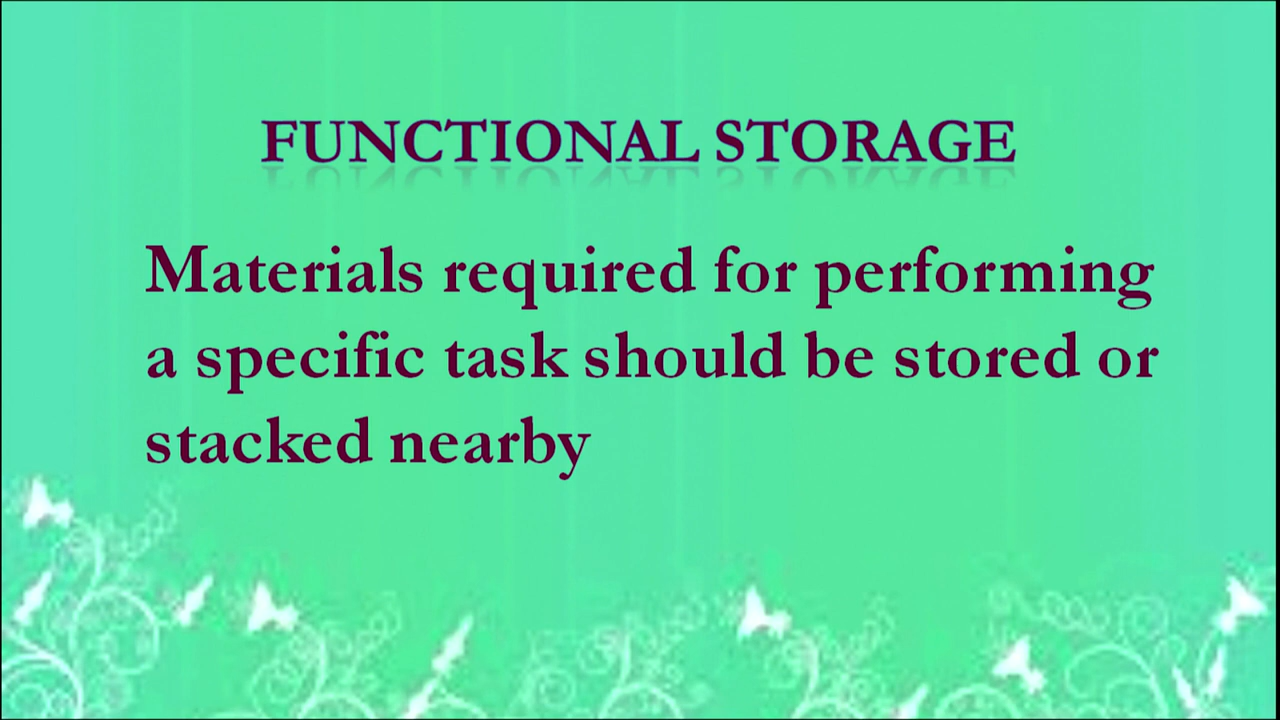 FUNCTIONAL STORAGE
Materials required for performing
a specific task should be stored or
stacked nearby